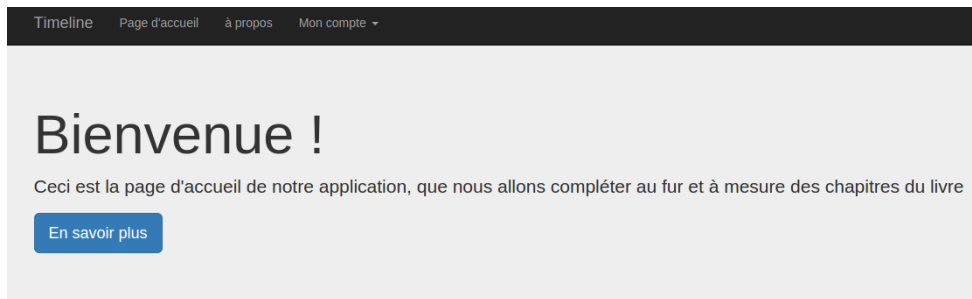 Timeline Page d'accueil à propos Mon compte
Bienvenue !
Ceci est la page d'accueil de notre application, que nous allons compléter au fur et à mesure des chapitres du livre
En savoir plus